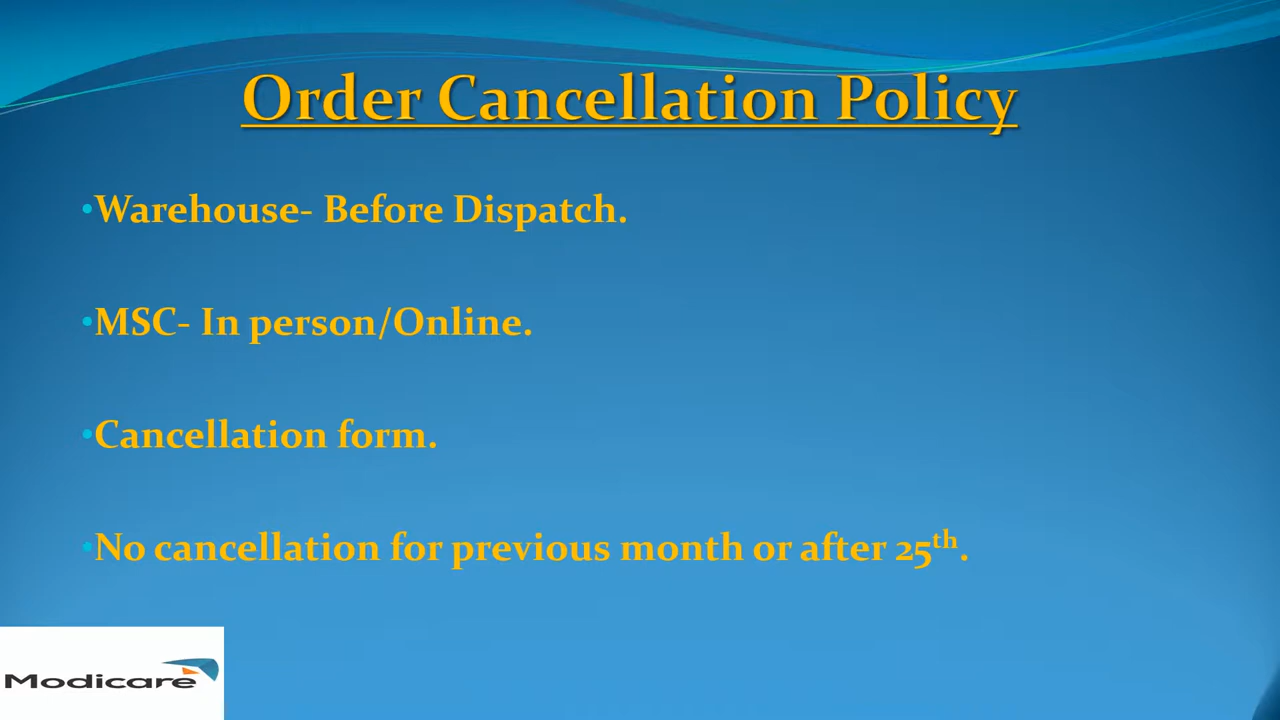 Order Cancellation Policy
•Warehouse- Before Dispatch.
•MSC- In person/Online.
•Cancellation form.
•No cancellation for previous month or after 25th.
Modicare